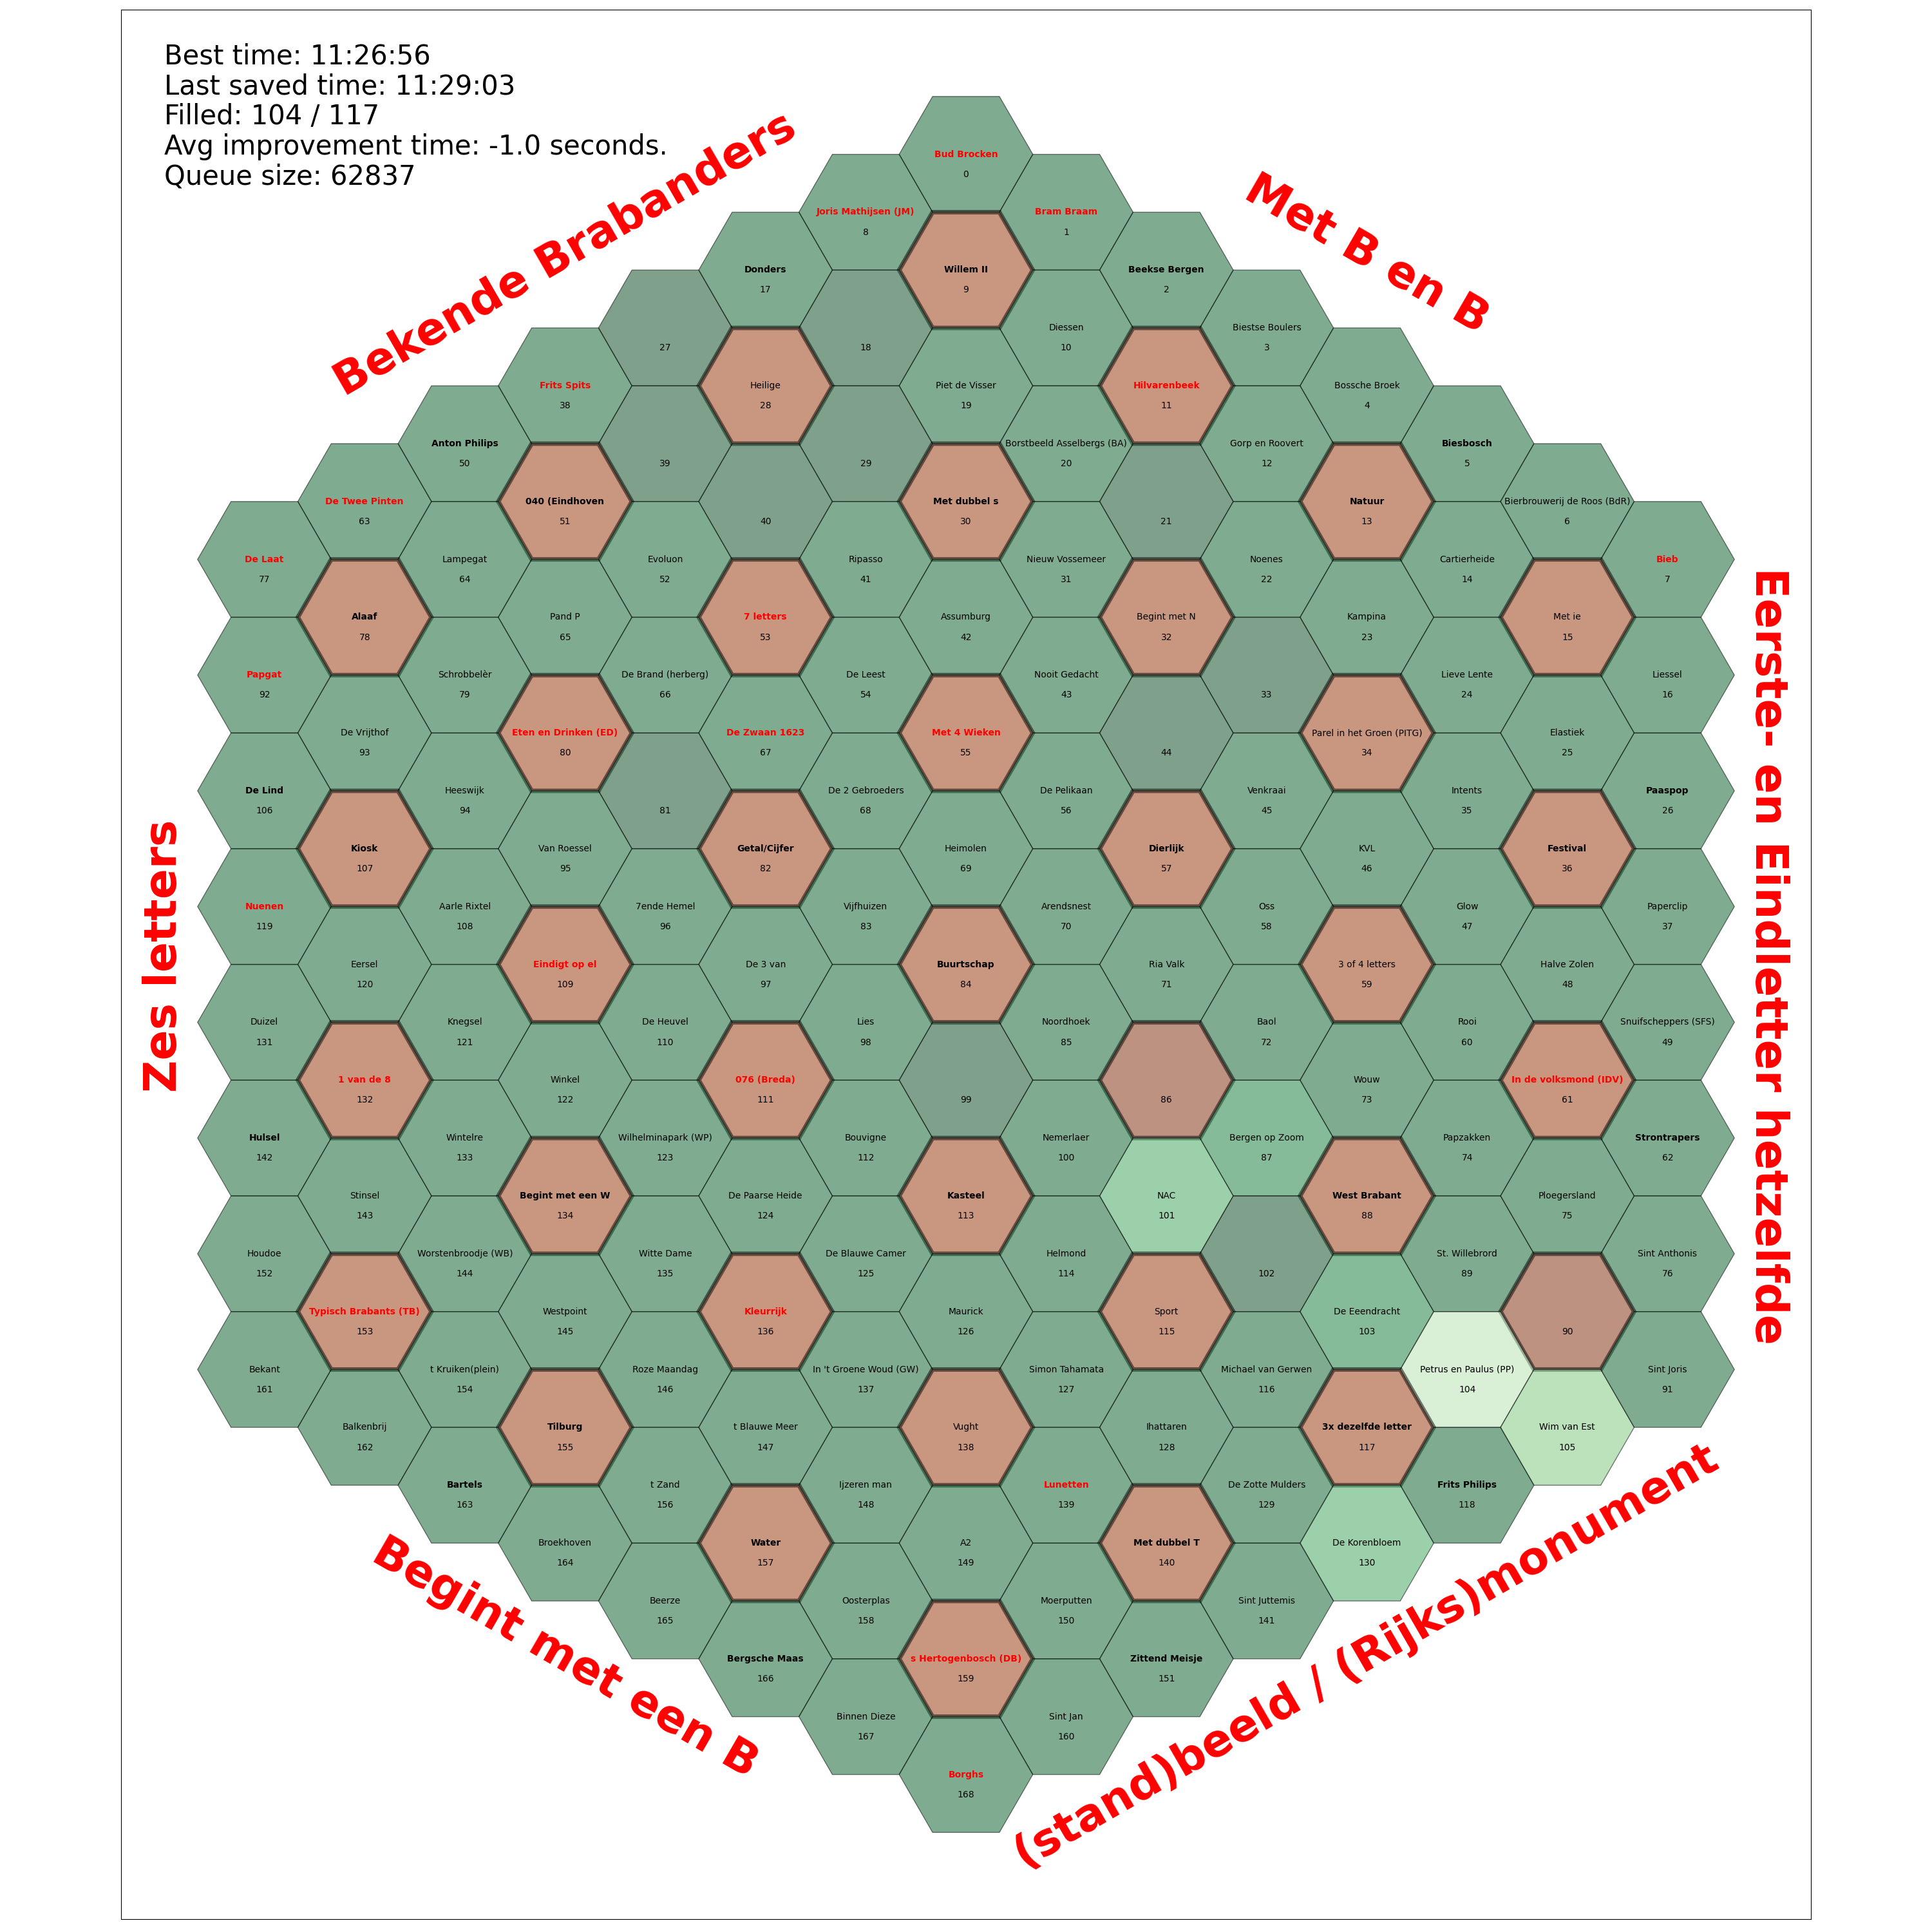 Best time: 11:26:56
Last saved time: 11:29:03
Filled: 104 / 117
Avg improvement time: -1.0 seconds.
Queue size: 62837
Bekende Brabanders
Met B en B
Eerste- en Eindletter hetzelfde
Zes letters
Begint met een B
(stand)beeld / (Rijks)monument
Bud Brocken
0
Bram Braam
1
Beekse Bergen
2
Biestse Boulers
3
Bossche Broek
4
Biesbosch
5
Bierbrouwerij de Roos (BdR)
6
Bieb
7
Joris Mathijsen (JM)
8
Willem II
9
Diessen
10
Hilvarenbeek
11
Gorp en Roovert
12
Natuur
13
Cartierheide
14
Met ie
15
Liessel
16
Donders
17
18
Piet de Visser
19
Borstbeeld Asselbergs (BA)
20
21
Noenes
22
Kampina
23
Lieve Lente
24
Elastiek
25
Paaspop
26
27
Heilige
28
29
Met dubbel s
30
Nieuw Vossemeer
31
Begint met N
32
33
Parel in het Groen (PITG)
34
Intents
35
Festival
36
Paperclip
37
Frits Spits
38
39
40
Ripasso
41
Assumburg
42
Nooit Gedacht
43
44
Venkraai
45
KVL
46
Glow
47
Halve Zolen
48
Snuifscheppers (SFS)
49
Anton Philips
50
040 (Eindhoven
51
Evoluon
52
7 letters
53
De Leest
54
Met 4 Wieken
55
De Pelikaan
56
Dierlijk
57
Oss
58
3 of 4 letters
59
Rooi
60
In de volksmond (IDV)
61
Strontrapers
62
De Twee Pinten
63
Lampegat
64
Pand P
65
De Brand (herberg)
66
De Zwaan 1623
67
De 2 Gebroeders
68
Heimolen
69
Arendsnest
70
Ria Valk
71
Baol
72
Wouw
73
Papzakken
74
Ploegersland
75
Sint Anthonis
76
De Laat
77
Alaaf
78
Schrobbelèr
79
Eten en Drinken (ED)
80
81
Getal/Cijfer
82
Vijfhuizen
83
Buurtschap
84
Noordhoek
85
86
Bergen op Zoom
87
West Brabant
88
St. Willebrord
89
90
Sint Joris
91
Papgat
92
De Vrijthof
93
Heeswijk
94
Van Roessel
95
7ende Hemel
96
De 3 van
97
Lies
98
99
Nemerlaer
100
NAC
101
102
De Eeendracht
103
Petrus en Paulus (PP)
104
Wim van Est
105
De Lind
106
Kiosk
107
Aarle Rixtel
108
Eindigt op el
109
De Heuvel
110
076 (Breda)
111
Bouvigne
112
Kasteel
113
Helmond
114
Sport
115
Michael van Gerwen
116
3x dezelfde letter
117
Frits Philips
118
Nuenen
119
Eersel
120
Knegsel
121
Winkel
122
Wilhelminapark (WP)
123
De Paarse Heide
124
De Blauwe Camer
125
Maurick
126
Simon Tahamata
127
Ihattaren
128
De Zotte Mulders
129
De Korenbloem
130
Duizel
131
1 van de 8
132
Wintelre
133
Begint met een W
134
Witte Dame
135
Kleurrijk
136
In 't Groene Woud (GW)
137
Vught
138
Lunetten
139
Met dubbel T
140
Sint Juttemis
141
Hulsel
142
Stinsel
143
Worstenbroodje (WB)
144
Westpoint
145
Roze Maandag
146
t Blauwe Meer
147
Ijzeren man
148
A2
149
Moerputten
150
Zittend Meisje
151
Houdoe
152
Typisch Brabants (TB)
153
t Kruiken(plein)
154
Tilburg
155
t Zand
156
Water
157
Oosterplas
158
s Hertogenbosch (DB)
159
Sint Jan
160
Bekant
161
Balkenbrij
162
Bartels
163
Broekhoven
164
Beerze
165
Bergsche Maas
166
Binnen Dieze
167
Borghs
168